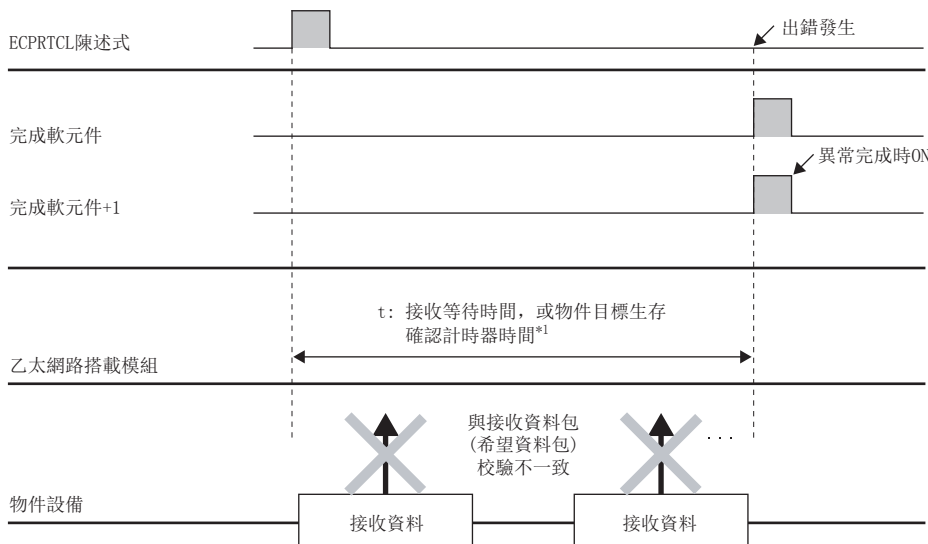 ECPRTCL陳述式
出錯發生
完成軟元件
異常完成時ON
完成軟元件+1
t: 接收等待時間，或物件目標生存
確認計時器時間*1
乙太網路搭載模組
與接收資料包
(希望資料包)
校驗不一致
...
物件設備
接收資料
接收資料